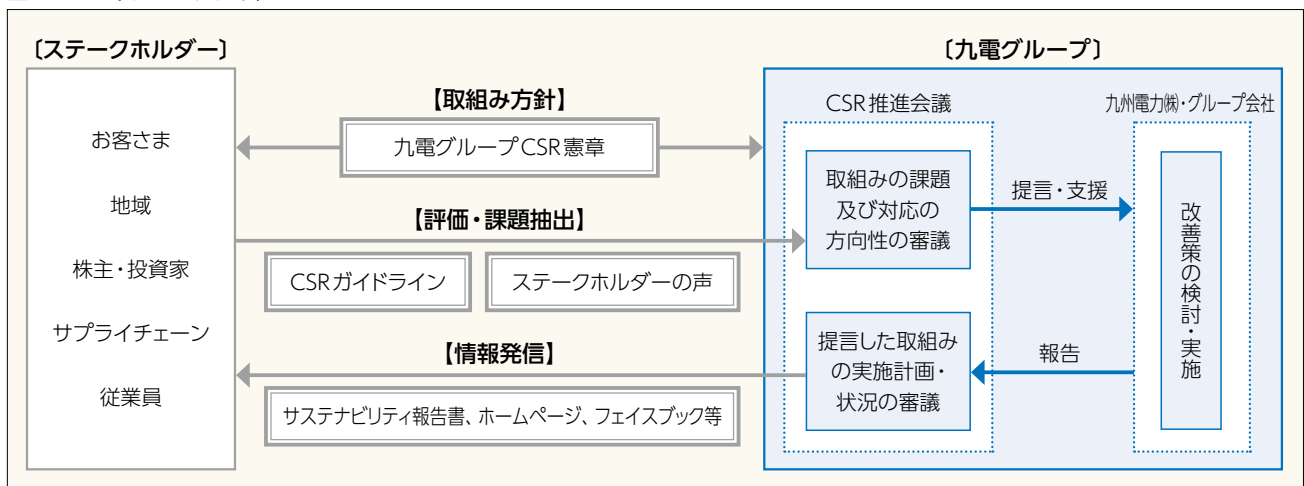 〔ステークホルダー〕
お客さま
地域
株主・投資家
サプライチェーン
従業員
【取組み方針】
九電グループCSR憲章
【評価・課題抽出】
CSRガイドライン
ステークホルダーの声
【情報発信】
サステナビリティ報告書、ホームページ、フェイスブック等
〔九電グループ〕
CSR推進会議
取組みの課題
及び対応の
方向性の審議
提言した取組み
の実施計画・
状況の審議
提言・支援
報告
九州電力㈱・グループ会社
改善策の検討・実施